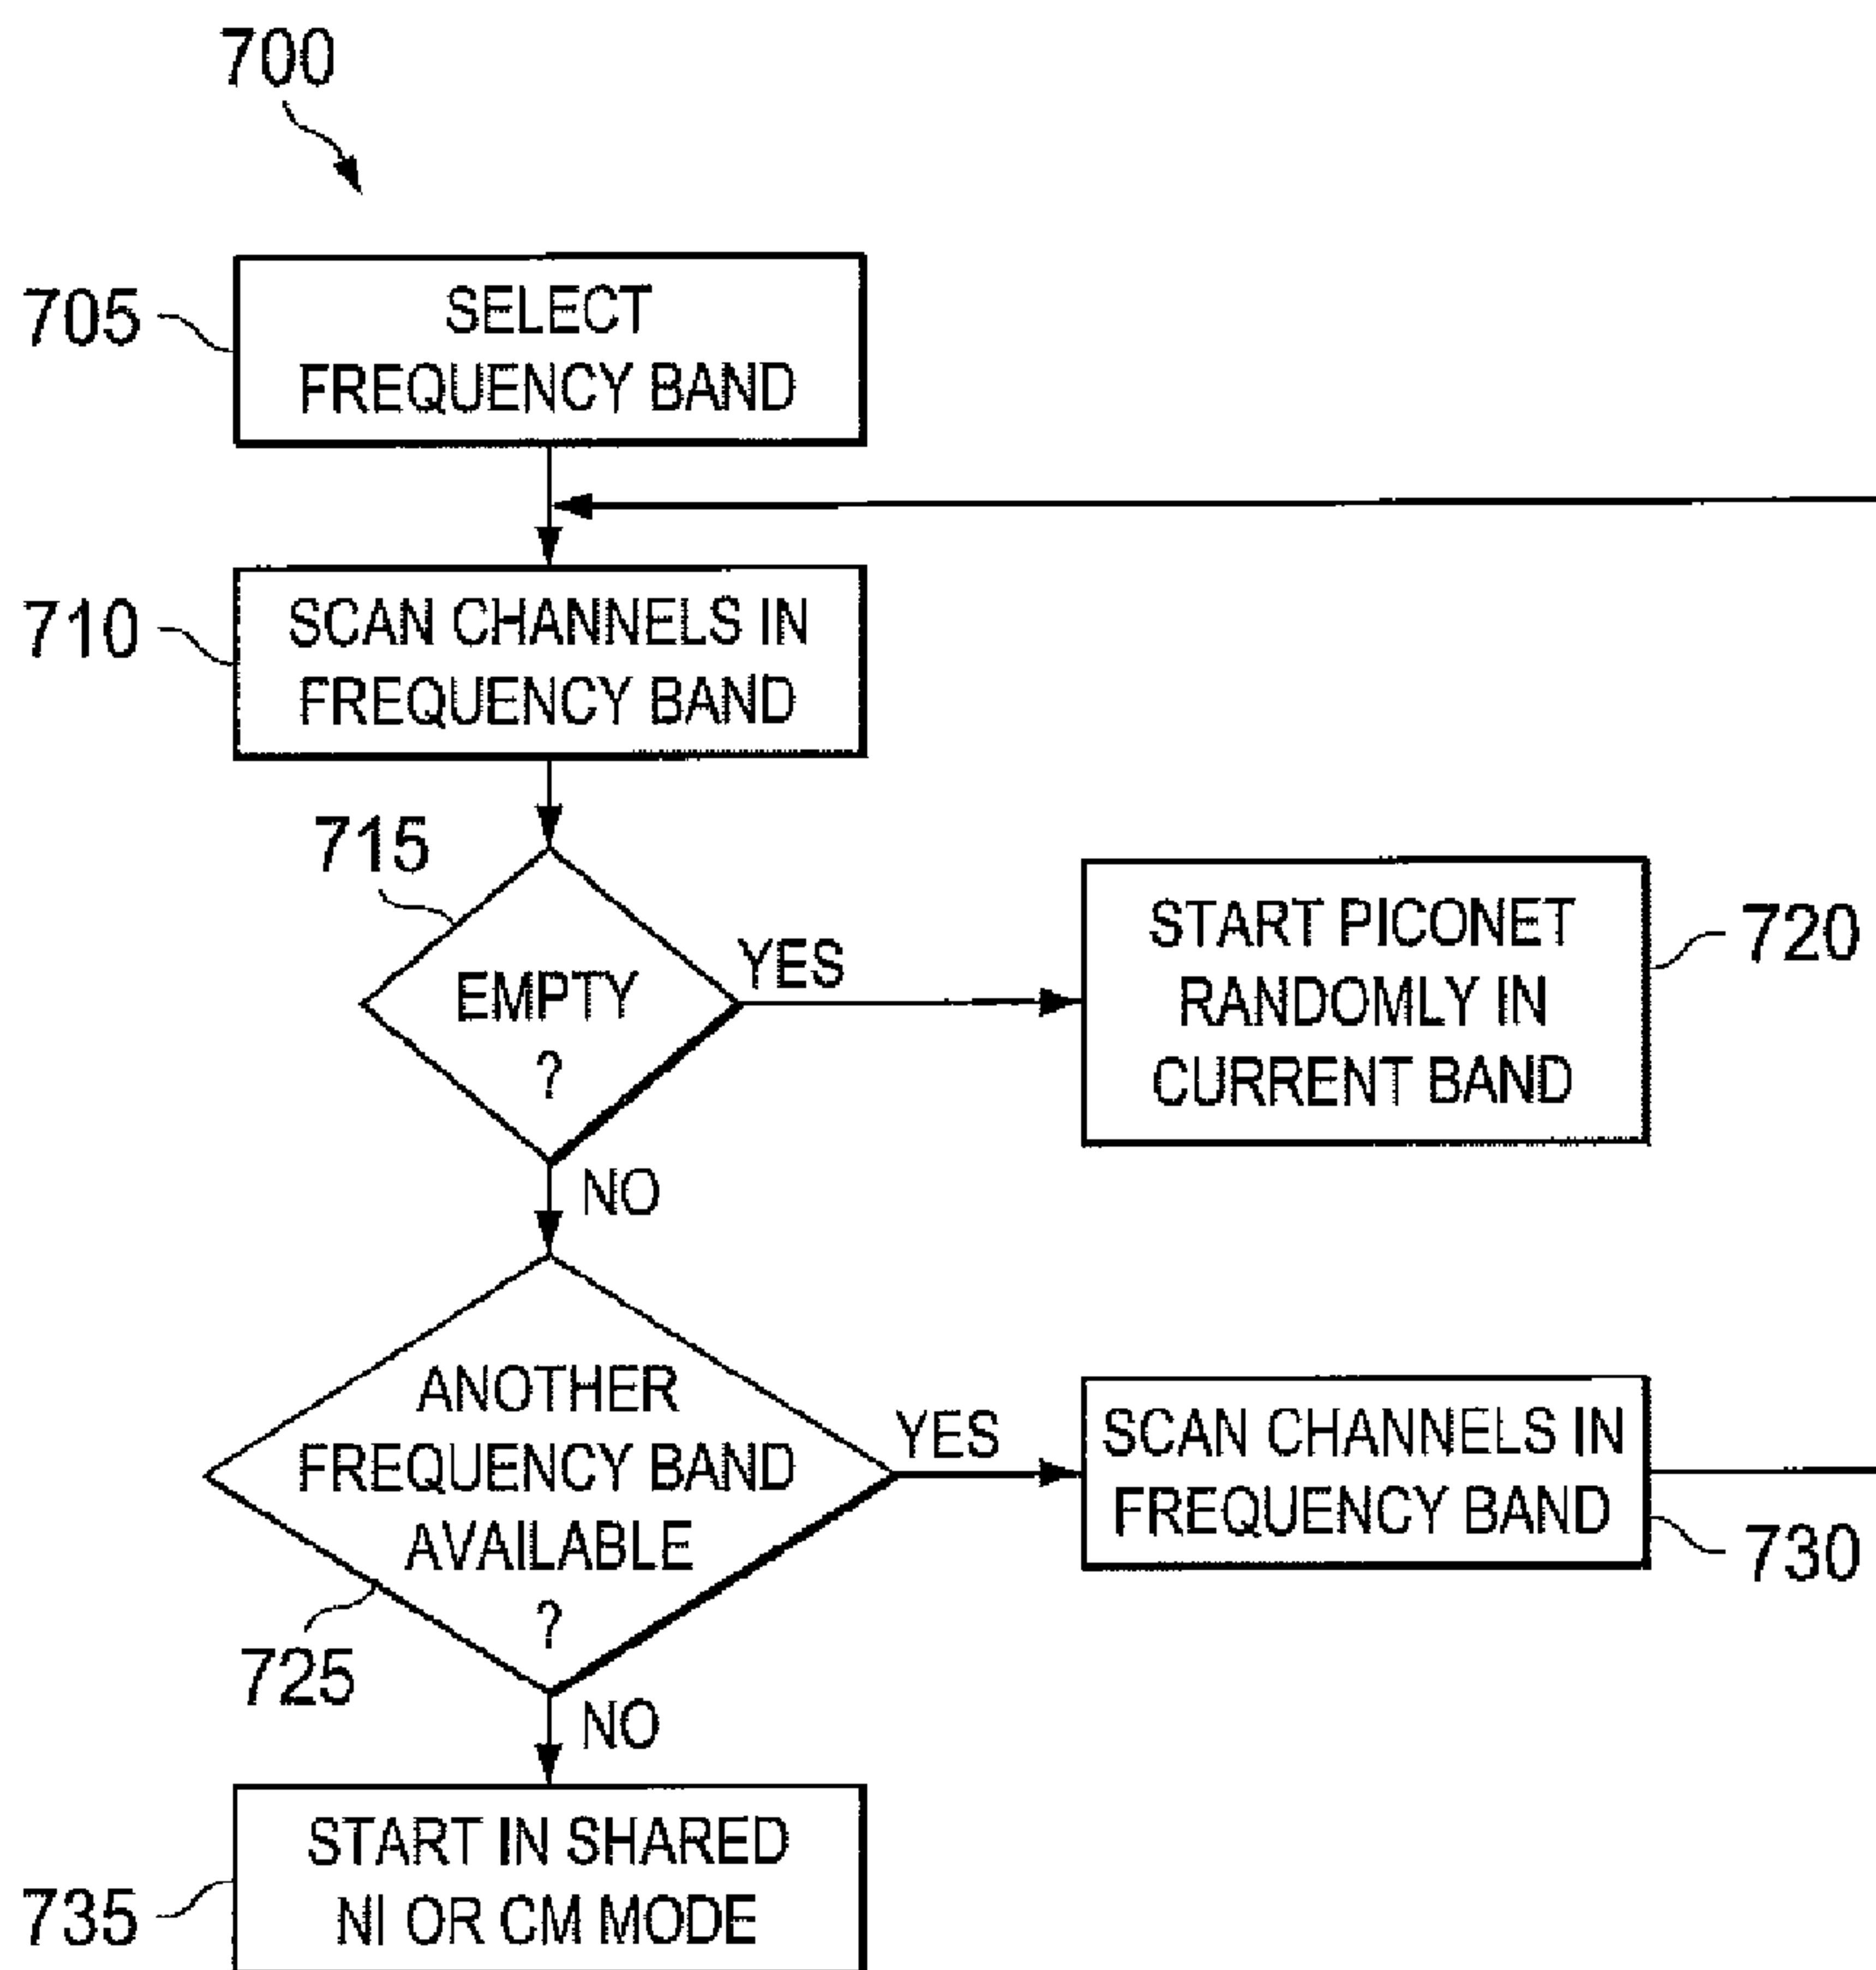 700
705
SELECT
FREQUENCY BAND
710
SCAN CHANNELS IN
FREQUENCY BAND
715
EMPTY
?
YES
START PICONET
RANDOMLY IN
CURRENT BAND
720
NO
ANOTHER
FREQUENCY BAND
AVAILABLE
?
725
YES
SCAN CHANNELS IN
FREQUENCY BAND
730
NO
735
START IN SHARED
NI OR CM MODE